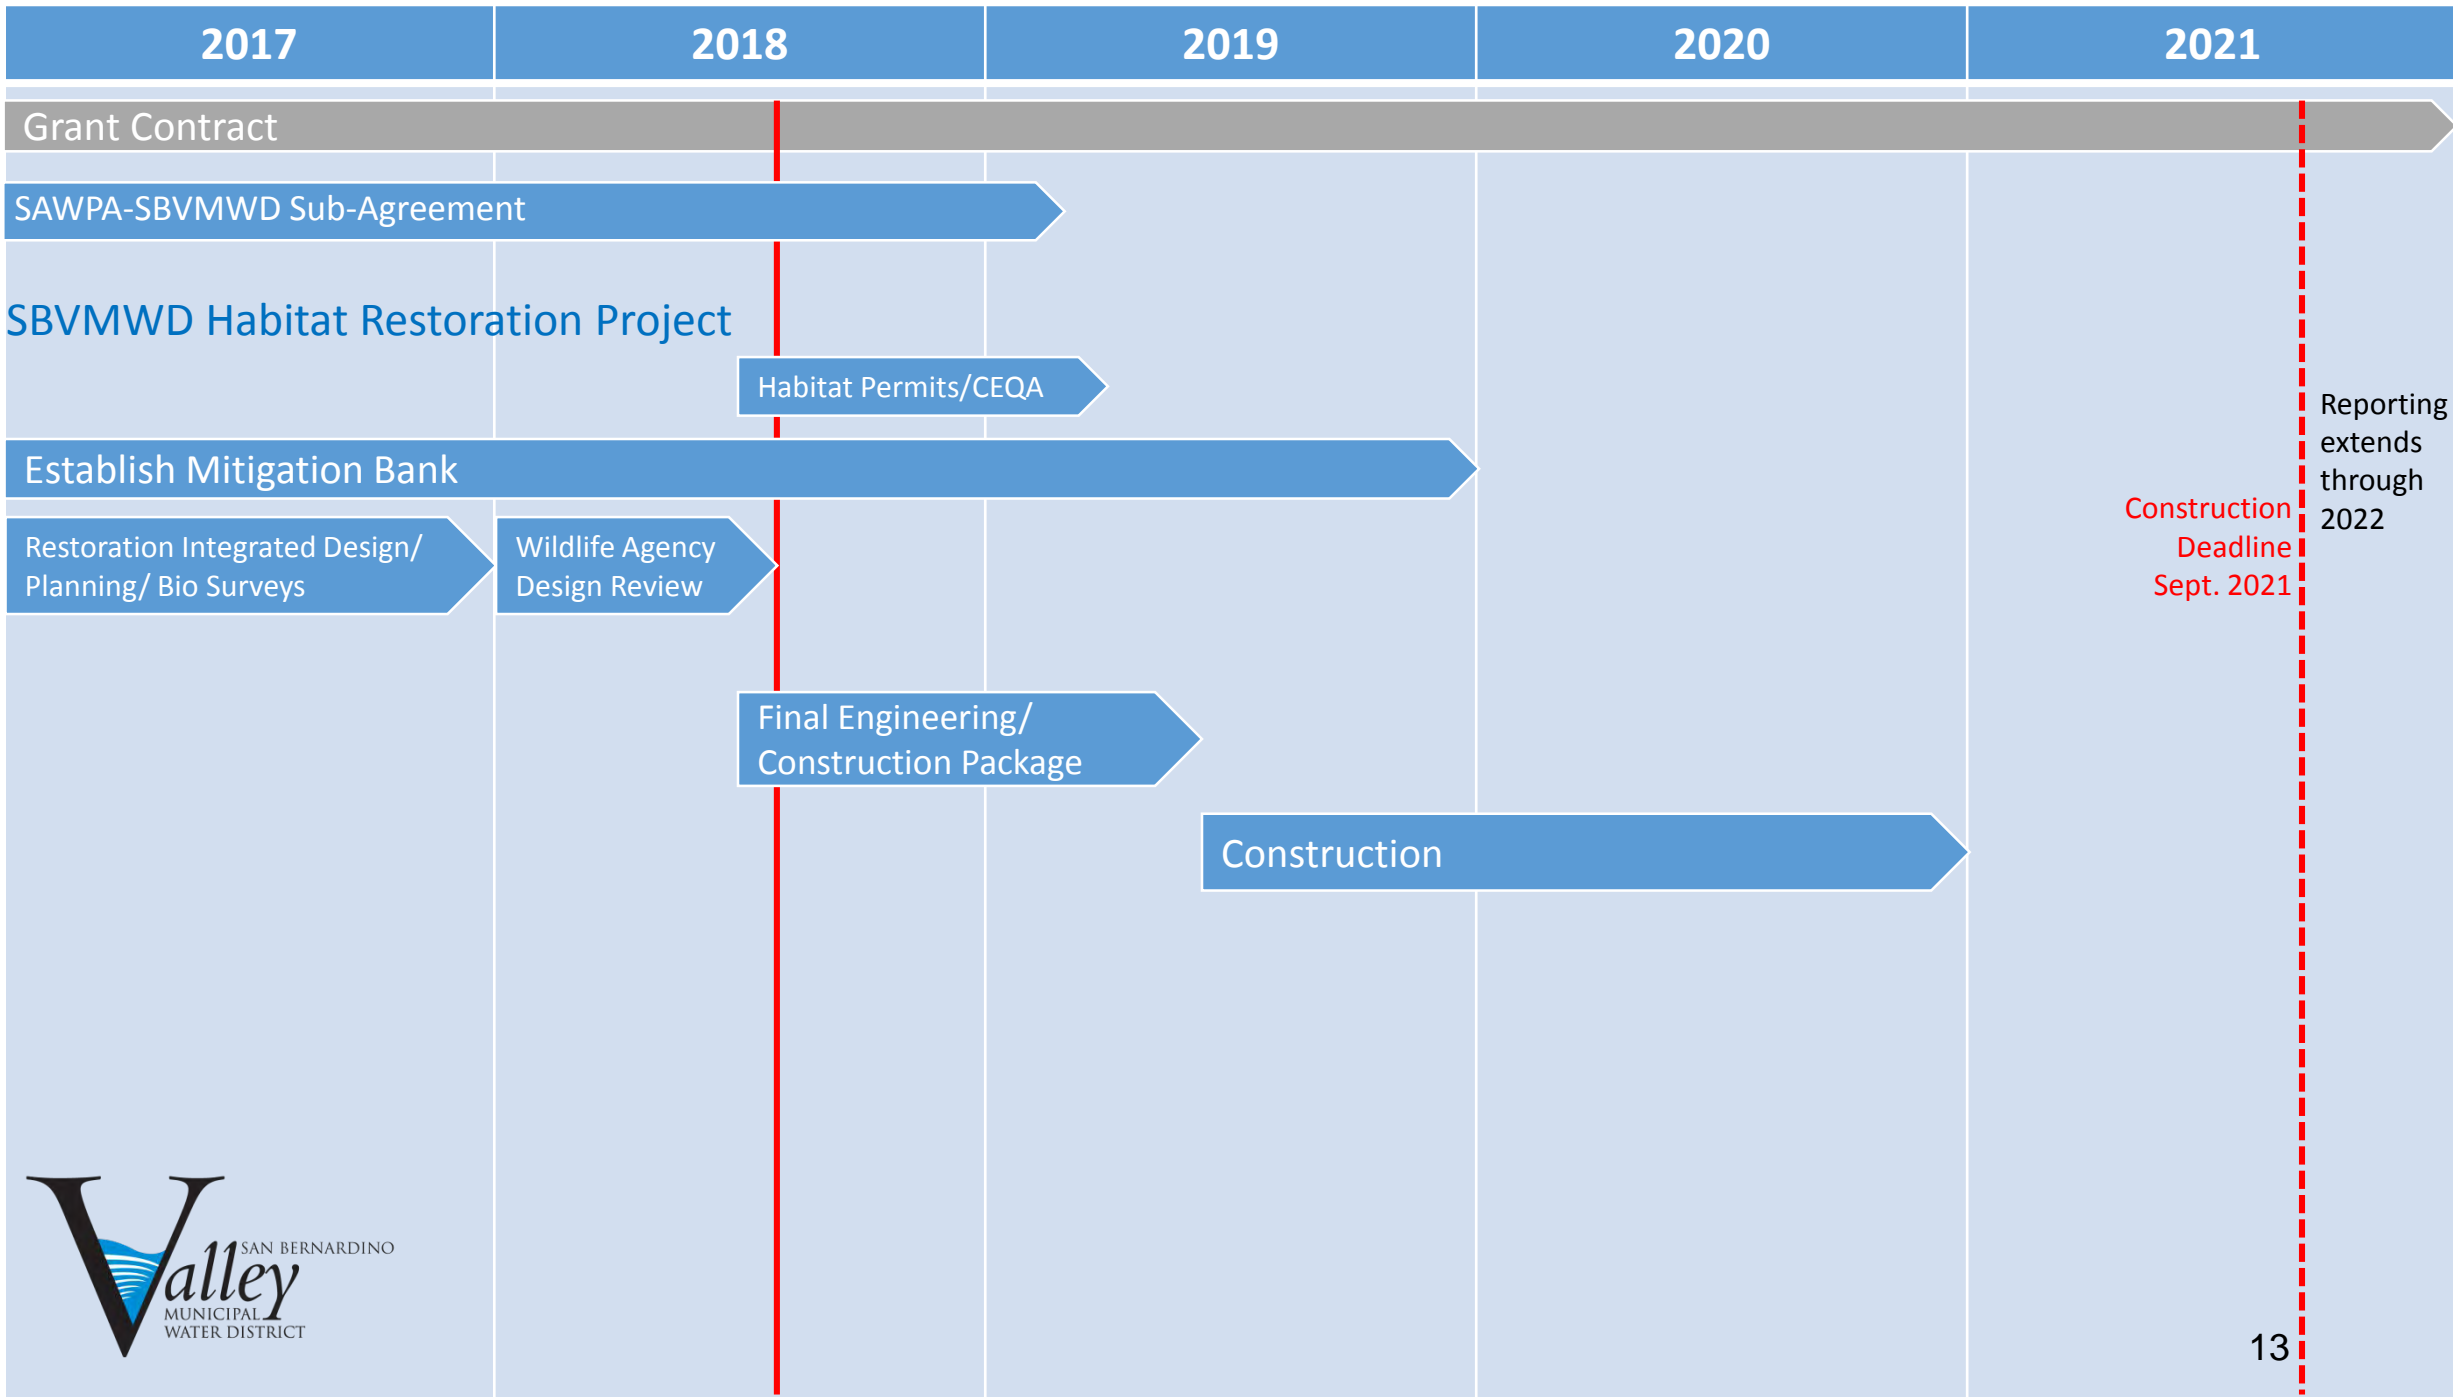 2017 2018 2019 2020 2021
Grant Contract
SAWPA-SBVMWD Sub-Agreement
SBVMWD Habitat Restoration Project
Habitat Permits/CEQA
Establish Mitigation Bank
Restoration Integrated Design/
Planning/ Bio Surveys
Wildlife Agency
Design Review
Construction
Deadline
Sept. 2021
Reporting
extends
through
2022
Final Engineering/
Construction Package
Construction
SAN BERNARDINO
Valley
MUNICIPAL
WATER DISTRICT
13